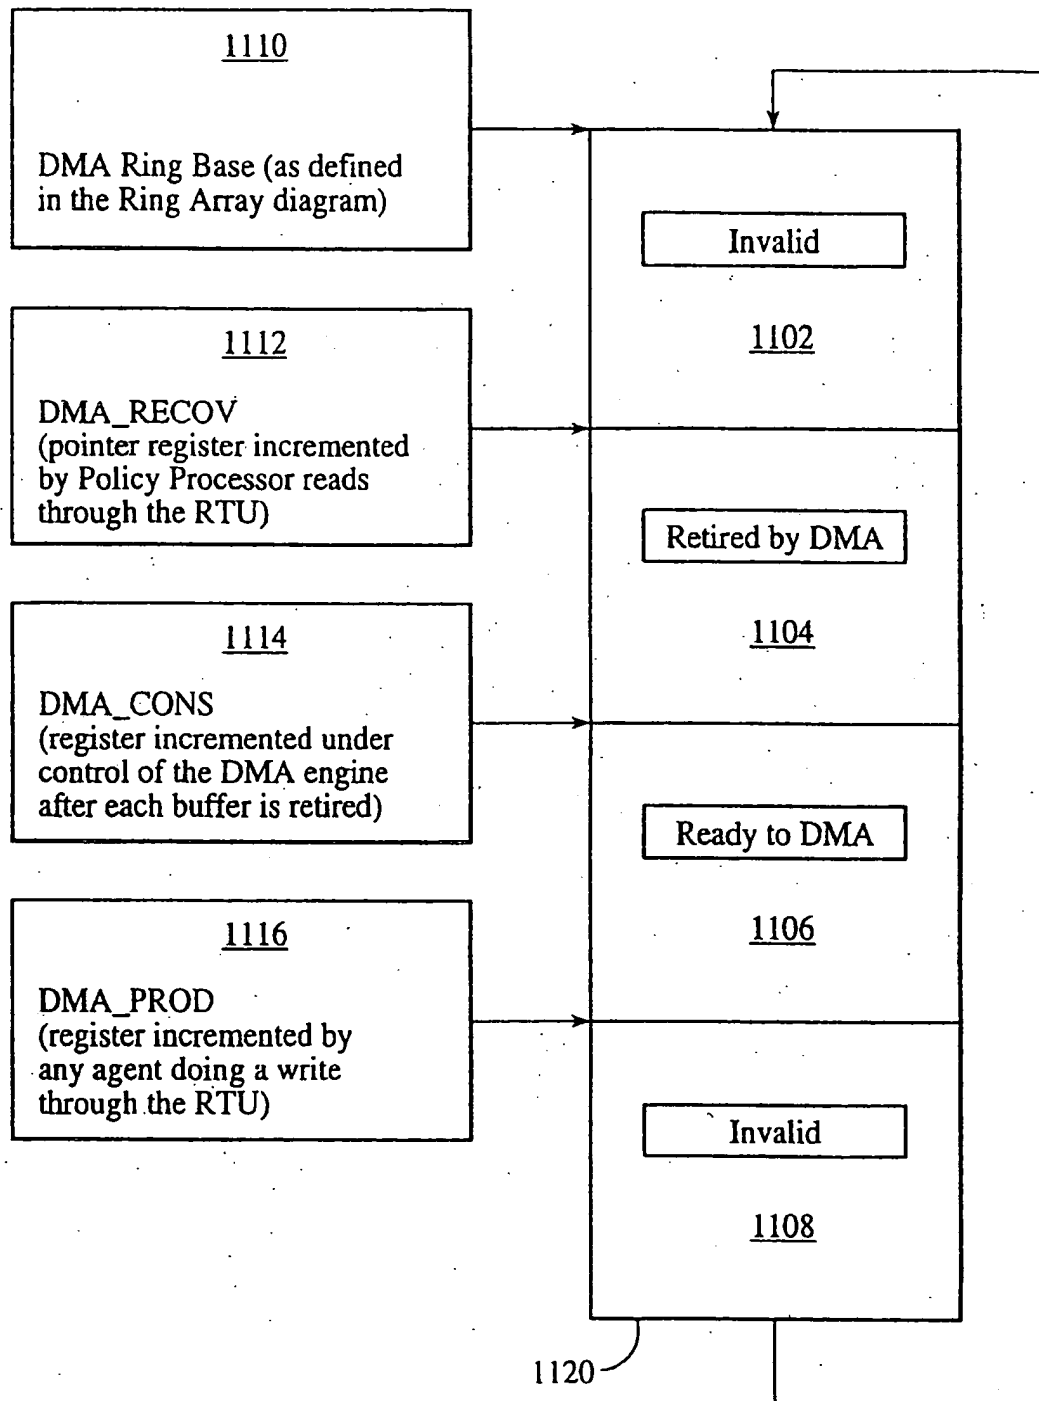 1110
DMA Ring Base (as defined
in the Ring Array diagram)
Invalid
1102
1112
DMA_RECOV
(pointer register incremented
by Policy Processor reads
through the RTU)
Retired by DMA
1104
1114
DMA_CONS
(register incremented under
control of the DMA engine
after each buffer is retired)
Ready to DMA
1106
1116
DMA_PROD
(register incremented by
any agent doing a write
through the RTU)
Invalid
1108
1120